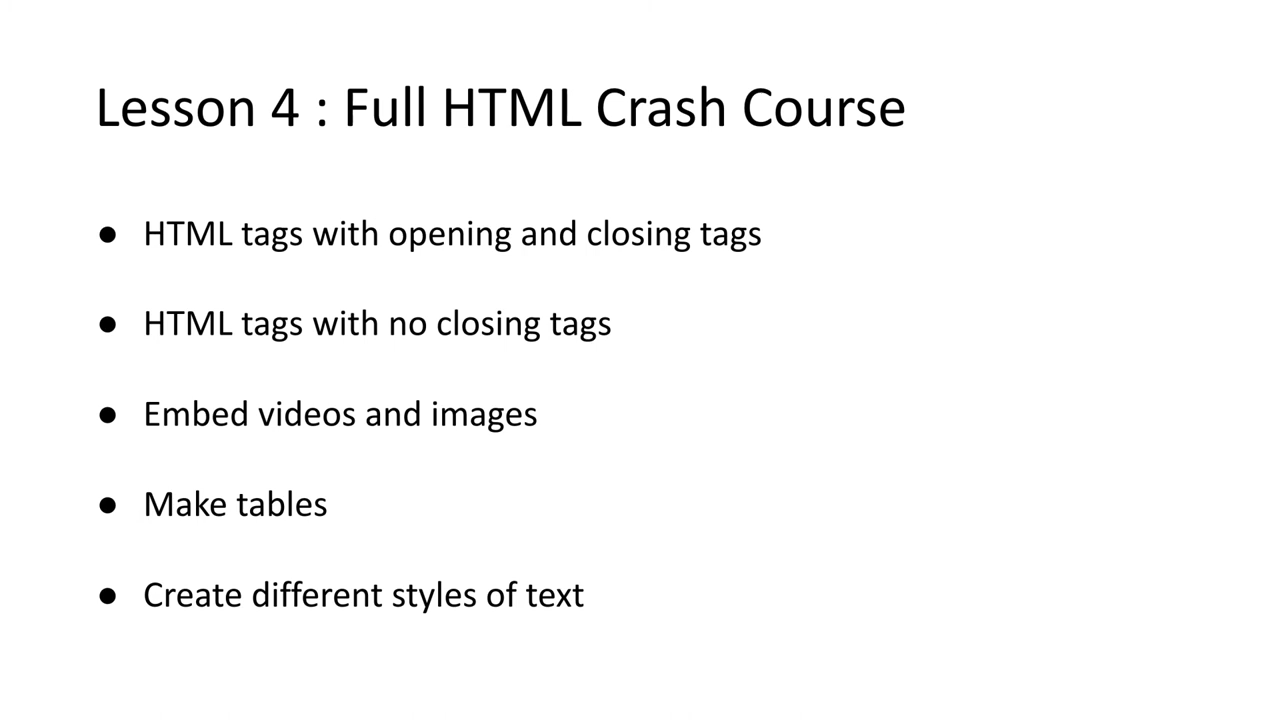 Lesson 4 : Full HTML Crash Course
● HTML tags with opening and closing tags
● HTML tags with no closing tags
● Embed videos and images
● Make tables
● Create different styles of text